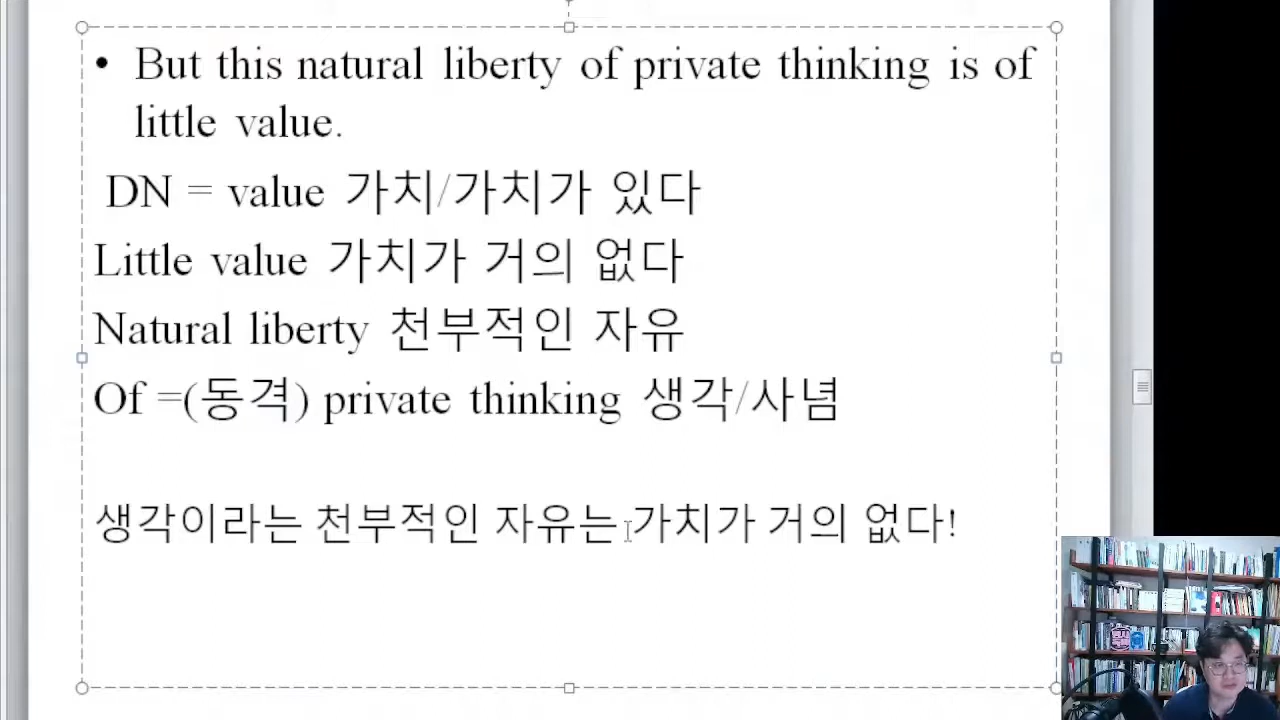 • But this natural liberty of private thinking is of
little value.
DN = value 가치/가치가 있다
Little value 가치가 거의 없다
Natural liberty 천부적인 자유
Of =(동격) private thinking 생각/사념
생각이라는 천부적인 자유는 가치가 거의 없다!